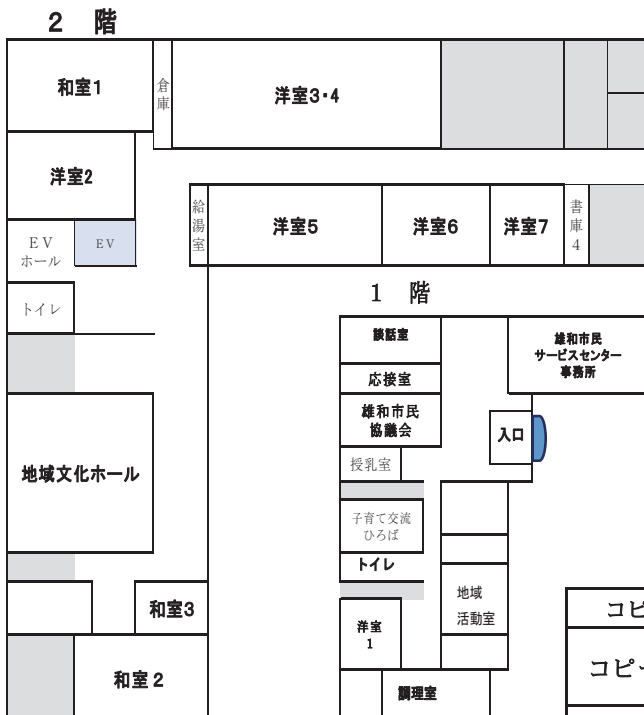 ２　階
和室1
倉庫
洋室3・4
洋室2
給湯室
洋室5
洋室6
洋室7
書庫4
EV
ホール
EV
トイレ
地域文化ホール
和室3
和室２
１　階
談話室
応接室
雄和市民
協議会
授乳室
子育て交流
ひろば
トイレ
洋室
1
調理室
雄和市民
サービスセンター
事務所
入口
地域
活動室
コピ
コピー